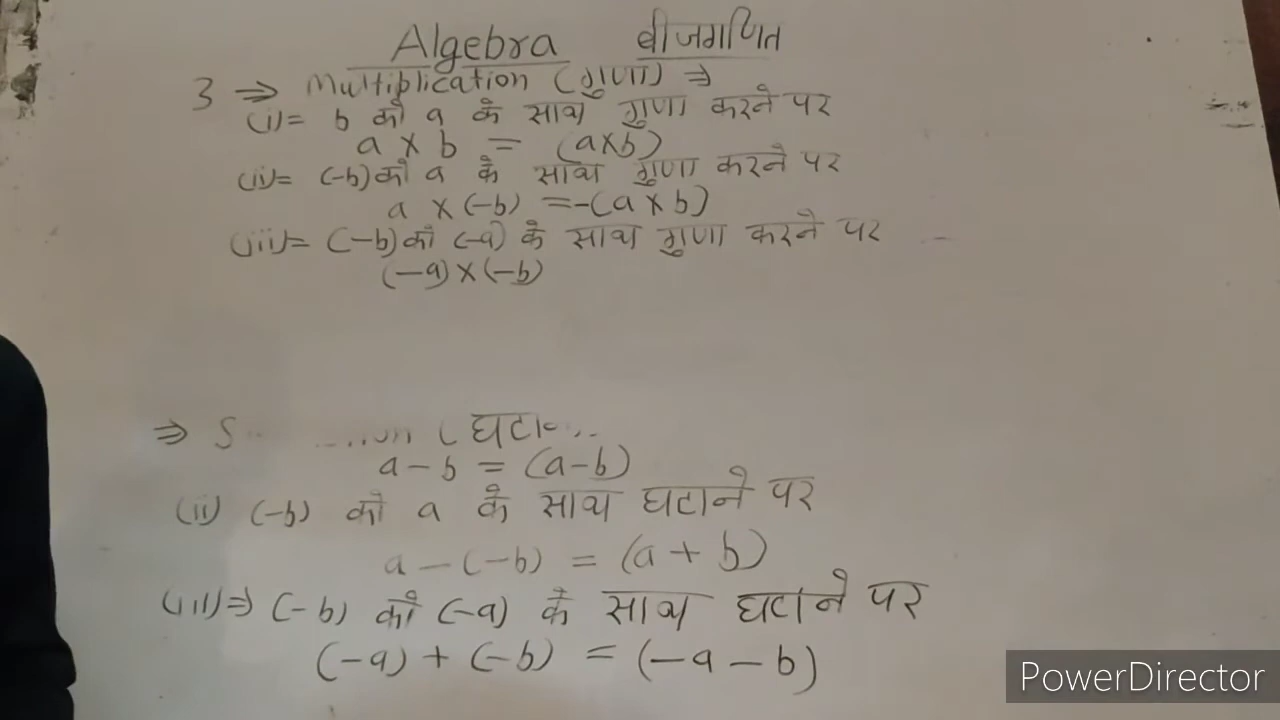 Algebra बीजगणित
3 ⇒ Multiplication (गुणा) ⇒
(i)= b को a के साथ गुणा करने पर
a × b = (a×b)
(ii)= (-b) को a के साथ गुणा करने पर
a × (-b) = -(a × b)
(iii)= (-b) को (-a) के साथ गुणा करने पर
(-a) × (-b)
⇒ (
a - b = (a - b)
(ii) (-b) को a के साथ घटाने पर
a - (-b) = (a + b)
(iii)⇒ (-b) को (-a) के साथ घटाने पर
(-a) + (-b) = (-a - b)
PowerDirector